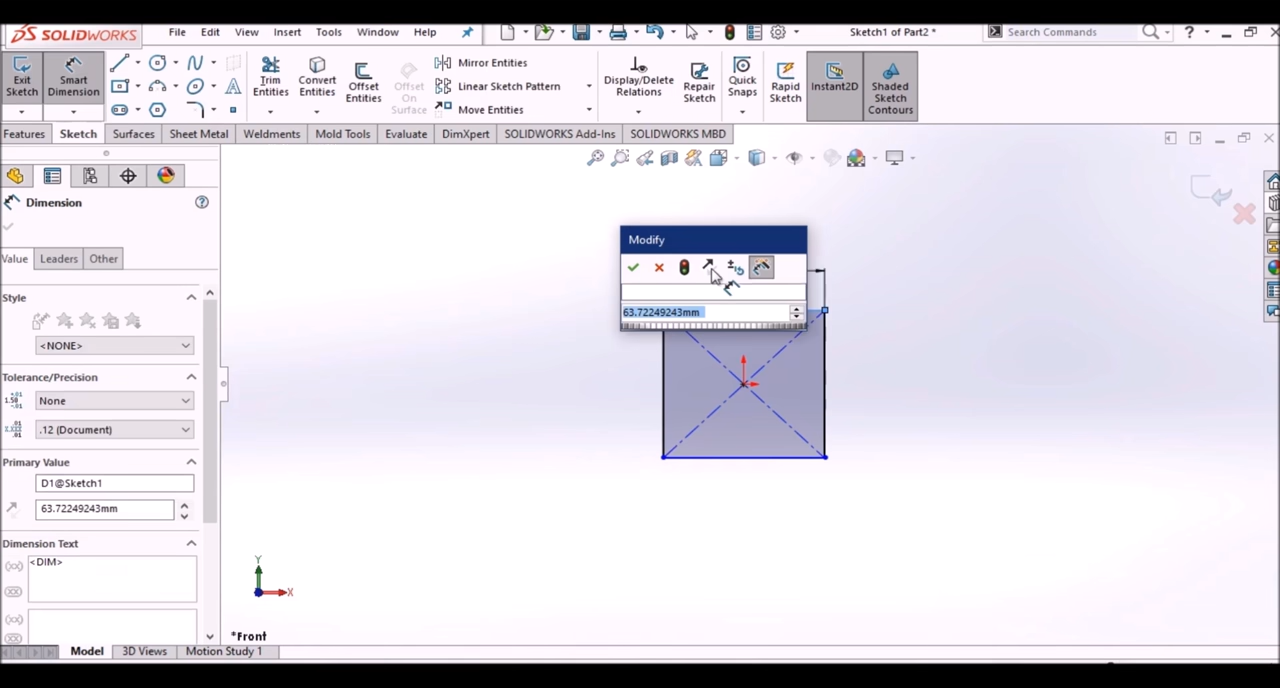 SOLIDWORKS File Edit View Insert Tools Window Help Sketch1 of Part2 * Search Commands ?
Exit Sketch
Smart Dimension
Trim Entities
Convert Entities
Offset Entities
Offset On Surface
Mirror Entities
Linear Sketch Pattern
Move Entities
Display/Delete Relations
Repair Sketch
Quick Snaps
Rapid Sketch
Instant2D
Shaded Sketch Contours
Features Sketch Surfaces Sheet Metal Weldments Mold Tools Evaluate DimXpert SOLIDWORKS Add-Ins SOLIDWORKS MBD
Dimension
Value Leaders Other
Style
<NONE>
Tolerance/Precision
None
.12 (Document)
Primary Value
D1@Sketch1
63.72249243mm
Dimension Text
<DIM>
Modify
63.72249243mm
Y
X
*Front
Model 3D Views Motion Study 1